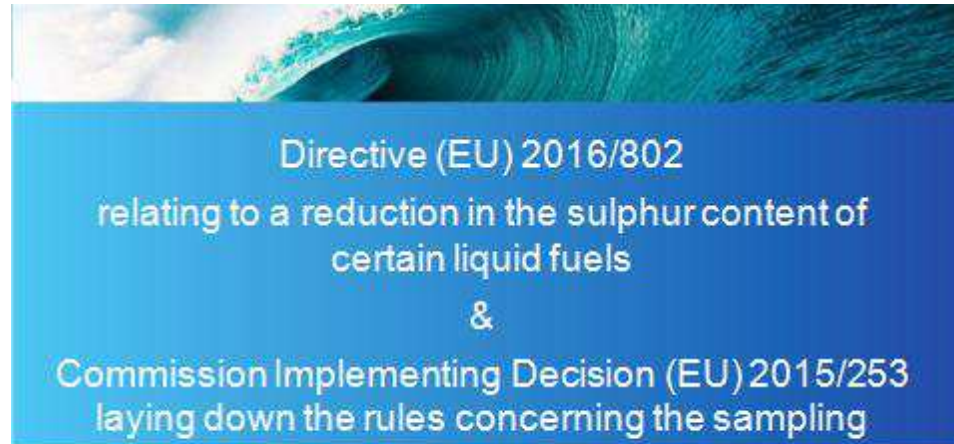 Directive (EU) 2016/802
relating to a reduction in the sulphur content of
certain liquid fuels
&
Commission Implementing Decision (EU) 2015/253
laying down the rules concerning the sampling